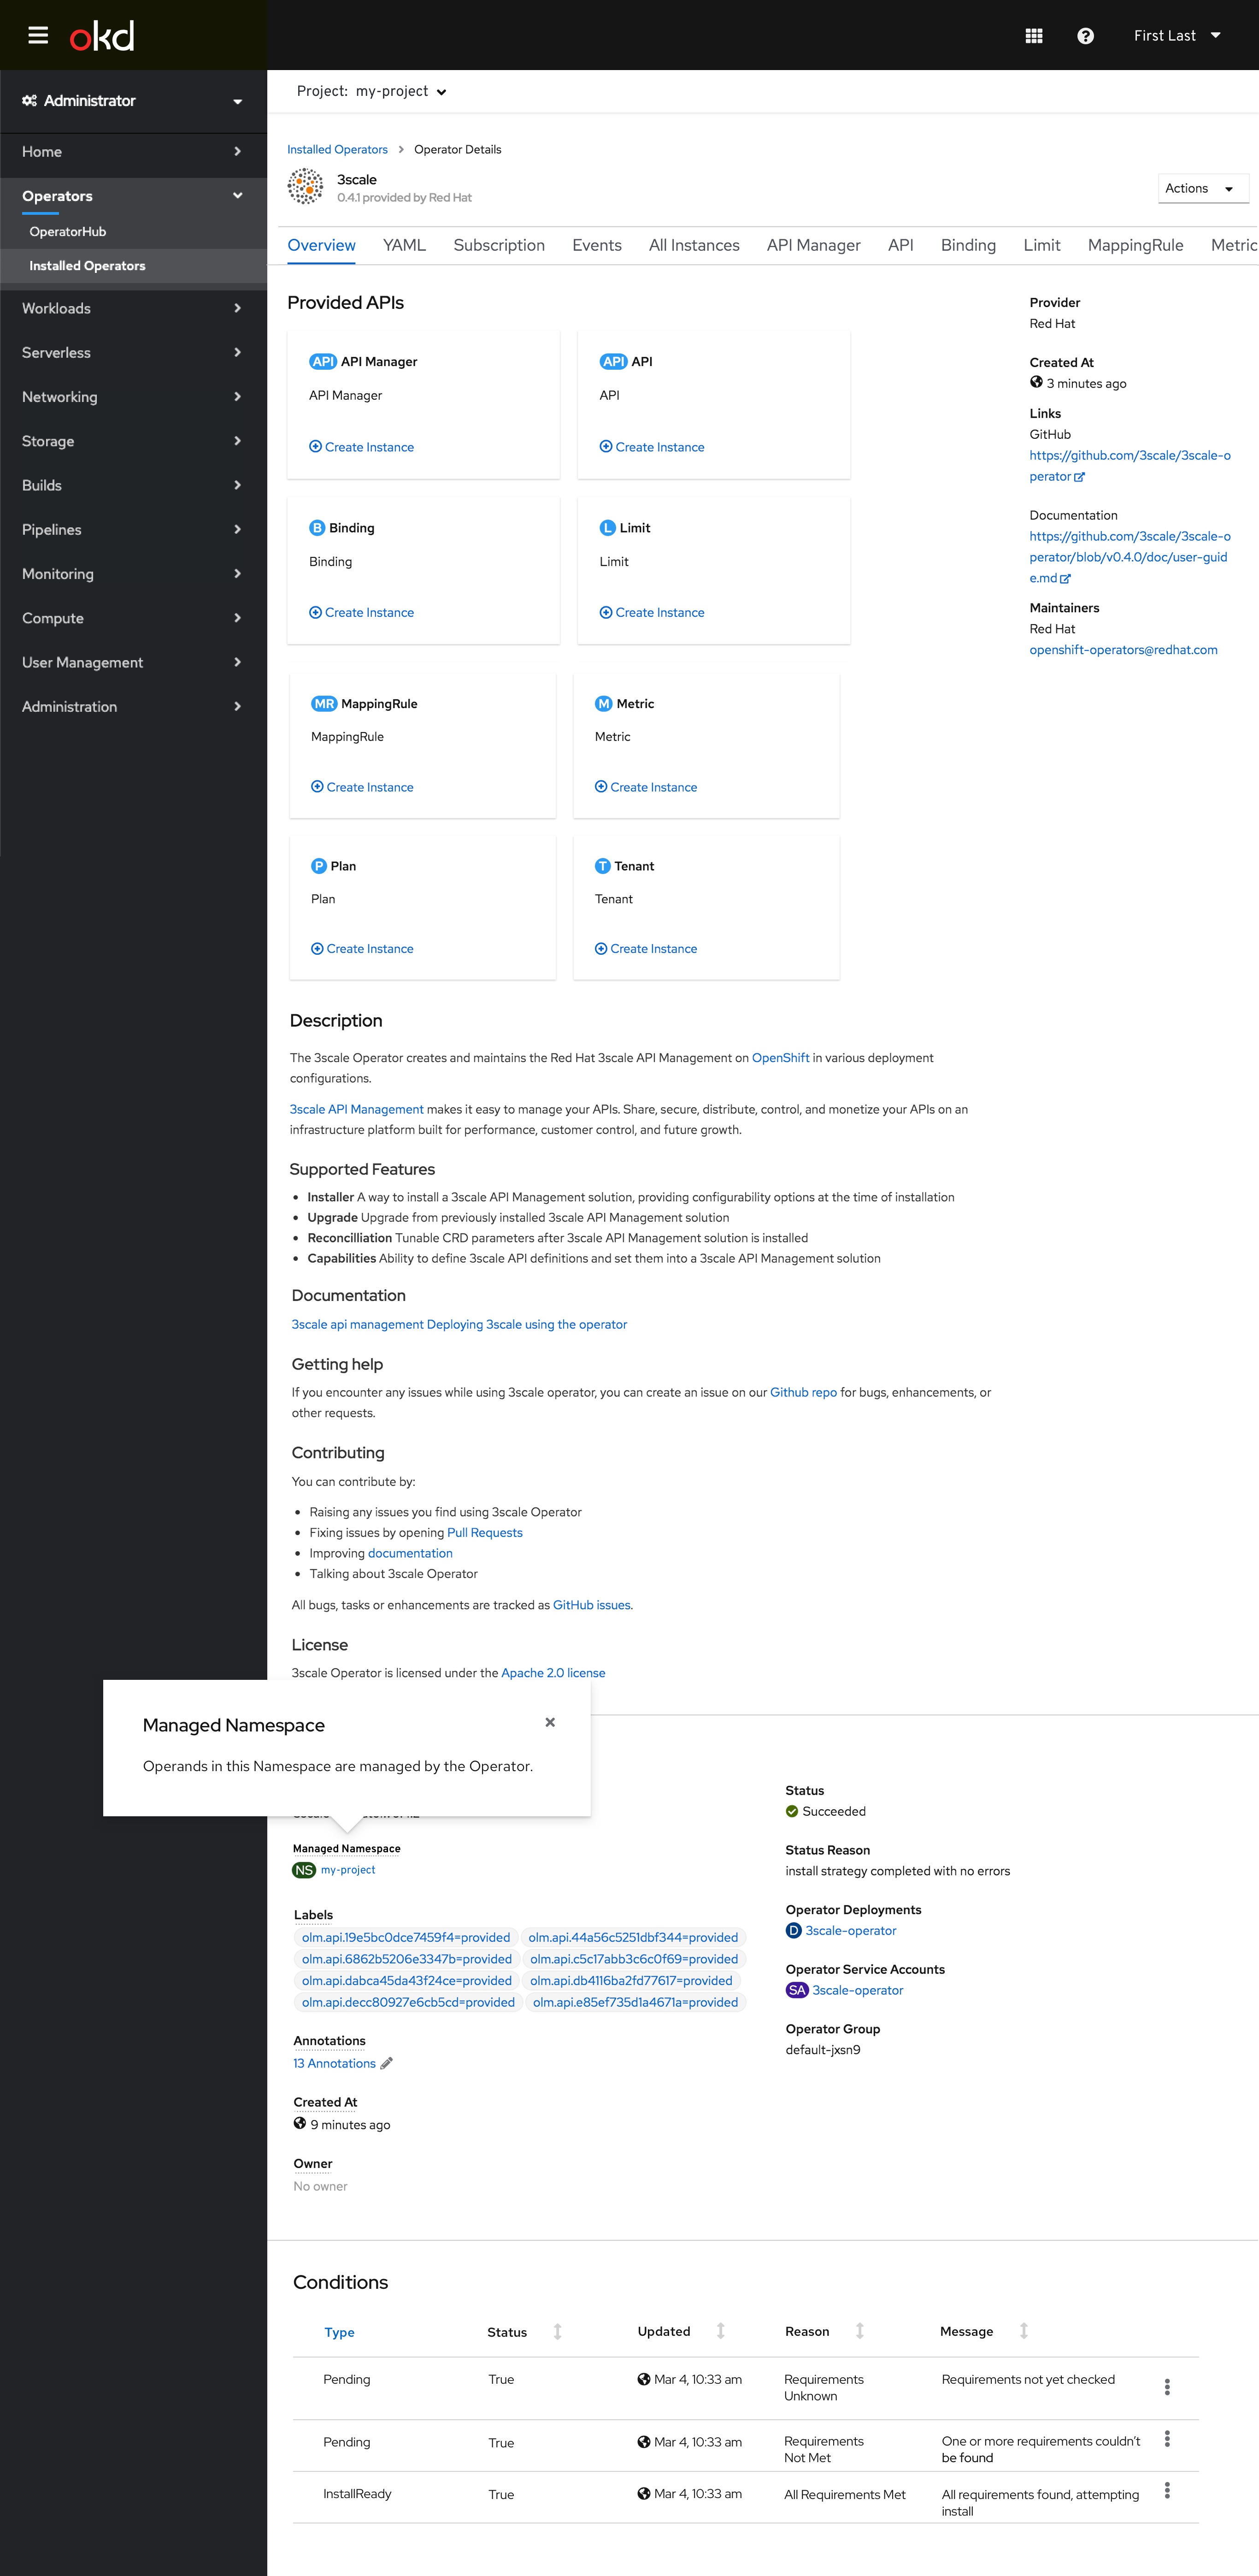 okd
First Last
Administrator
Project: my-project
Home
Operators
OperatorHub
Installed Operators
Workloads
Serverless
Networking
Storage
Builds
Pipelines
Monitoring
Compute
User Management
Administration
Installed Operators > Operator Details
3scale
0.4.1 provided by Red Hat
Actions
Overview YAML Subscription Events All Instances API Manager API Binding Limit MappingRule Metric
Provided APIs
API API Manager
API Manager
Create Instance
API API
API
Create Instance
B Binding
Binding
Create Instance
L Limit
Limit
Create Instance
MR MappingRule
MappingRule
Create Instance
M Metric
Metric
Create Instance
P Plan
Plan
Create Instance
T Tenant
Tenant
Create Instance
Provider
Red Hat
Created At
3 minutes ago
Links
GitHub
https://github.com/3scale/3scale-o
perator
Documentation
https://github.com/3scale/3scale-o
perator/blob/v0.4.0/doc/user-guid
e.md
Maintainers
Red Hat
openshift-operators@redhat.com
Description
The 3scale Operator creates and maintains the Red Hat 3scale API Management on OpenShift in various deployment
configurations.
3scale API Management makes it easy to manage your APIs. Share, secure, distribute, control, and monetize your APIs on an
infrastructure platform built for performance, customer control, and future growth.
Supported Features
• Installer A way to install a 3scale API Management solution, providing configurability options at the time of installation
• Upgrade Upgrade from previously installed 3scale API Management solution
• Reconcilliation Tunable CRD parameters after 3scale API Management solution is installed
• Capabilities Ability to define 3scale API definitions and set them into a 3scale API Management solution
Documentation
3scale api management Deploying 3scale using the operator
Getting help
If you encounter any issues while using 3scale operator, you can create an issue on our Github repo for bugs, enhancements, or
other requests.
Contributing
You can contribute by:
• Raising any issues you find using 3scale Operator
• Fixing issues by opening Pull Requests
• Improving documentation
• Talking about 3scale Operator
All bugs, tasks or enhancements are tracked as GitHub issues.
License
3scale Operator is licensed under the Apache 2.0 license
Managed Namespace
Operands in this Namespace are managed by the Operator.
Managed Namespace
NS my-project
Labels
olm.api.19e5bc0dce7459f4=provided olm.api.44a56c5251dbf344=provided
olm.api.6862b5206e3347b=provided olm.api.c5c17abb3c6c0f69=provided
olm.api.dabca45da43f24ce=provided olm.api.db4116ba2fd77617=provided
olm.api.decc80927e6cb5cd=provided olm.api.e85ef735d1a4671a=provided
Annotations
13 Annotations
Created At
9 minutes ago
Owner
No owner
Status
Succeeded
Status Reason
install strategy completed with no errors
Operator Deployments
D 3scale-operator
Operator Service Accounts
SA 3scale-operator
Operator Group
default-jxsn9
Conditions
Type Status Updated Reason Message
Pending True Mar 4, 10:33 am Requirements Requirements not yet checked
Unknown
Pending True Mar 4, 10:33 am Requirements One or more requirements couldn't
Not Met be found
InstallReady True Mar 4, 10:33 am All Requirements Met All requirements found, attempting
install